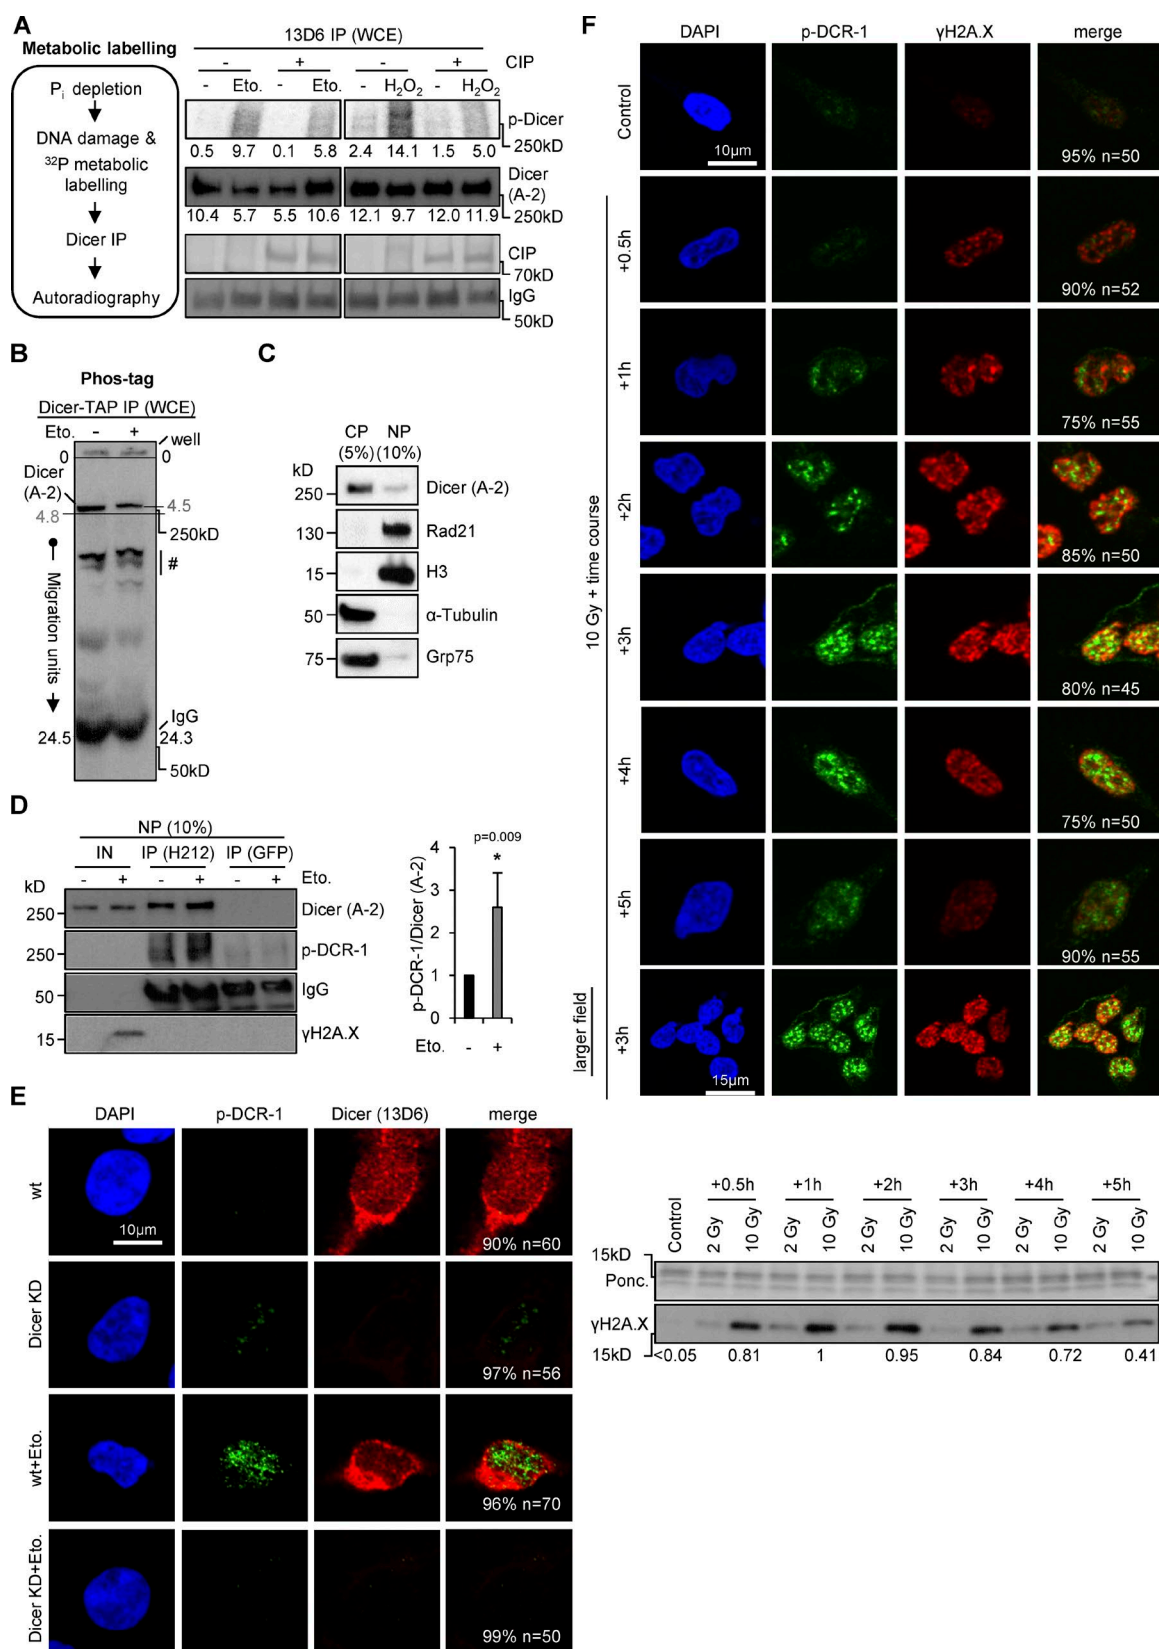 A
Metabolic labelling
Pi depletion
DNA damage &
32P metabolic
labelling
Dicer IP
Autoradiography
13D6 IP (WCE)
- + - + CIP
- Eto. - Eto. - H2O2 - H2O2
p-Dicer
250kD
0.5 9.7 0.1 5.8 2.4 14.1 1.5 5.0
Dicer
(A-2)
250kD
10.4 5.7 5.5 10.6 12.1 9.7 12.0 11.9
CIP
70kD
IgG
50kD
B
Phos-tag
Dicer-TAP IP (WCE)
Eto. - +
well
0 0
Dicer
(A-2)
4.5
4.8
250kD
#
Migration units
IgG
24.5 24.3
50kD
C
CP NP
(5%) (10%)
kD
250 Dicer (A-2)
130 Rad21
15 H3
50 α-Tubulin
75 Grp75
D
NP (10%)
IN IP (H212) IP (GFP)
- + - + - + Eto.
kD
250 Dicer (A-2)
250 p-DCR-1
50 IgG
15 γH2A.X
p-DCR-1/Dicer (A-2)
4
3
2
1
0
p=0.009
*
Eto. - +
E
DAPI p-DCR-1 Dicer (13D6) merge
wt
10µm
90% n=60
Dicer KD
97% n=56
wt+Eto.
96% n=70
Dicer KD+Eto.
99% n=50
F
DAPI p-DCR-1 γH2A.X merge
Control
10µm
95% n=50
10 Gy + time course
+0.5h
90% n=52
+1h
75% n=55
+2h
85% n=50
+3h
80% n=45
+4h
75% n=50
+5h
90% n=55
larger field
+3h
15µm
+0.5h +1h +2h +3h +4h +5h
Control 2 Gy 10 Gy 2 Gy 10 Gy 2 Gy 10 Gy 2 Gy 10 Gy 2 Gy 10 Gy 2 Gy 10 Gy
15kD
Ponc.
γH2A.X
15kD
<0.05 0.81 1 0.95 0.84 0.72 0.41